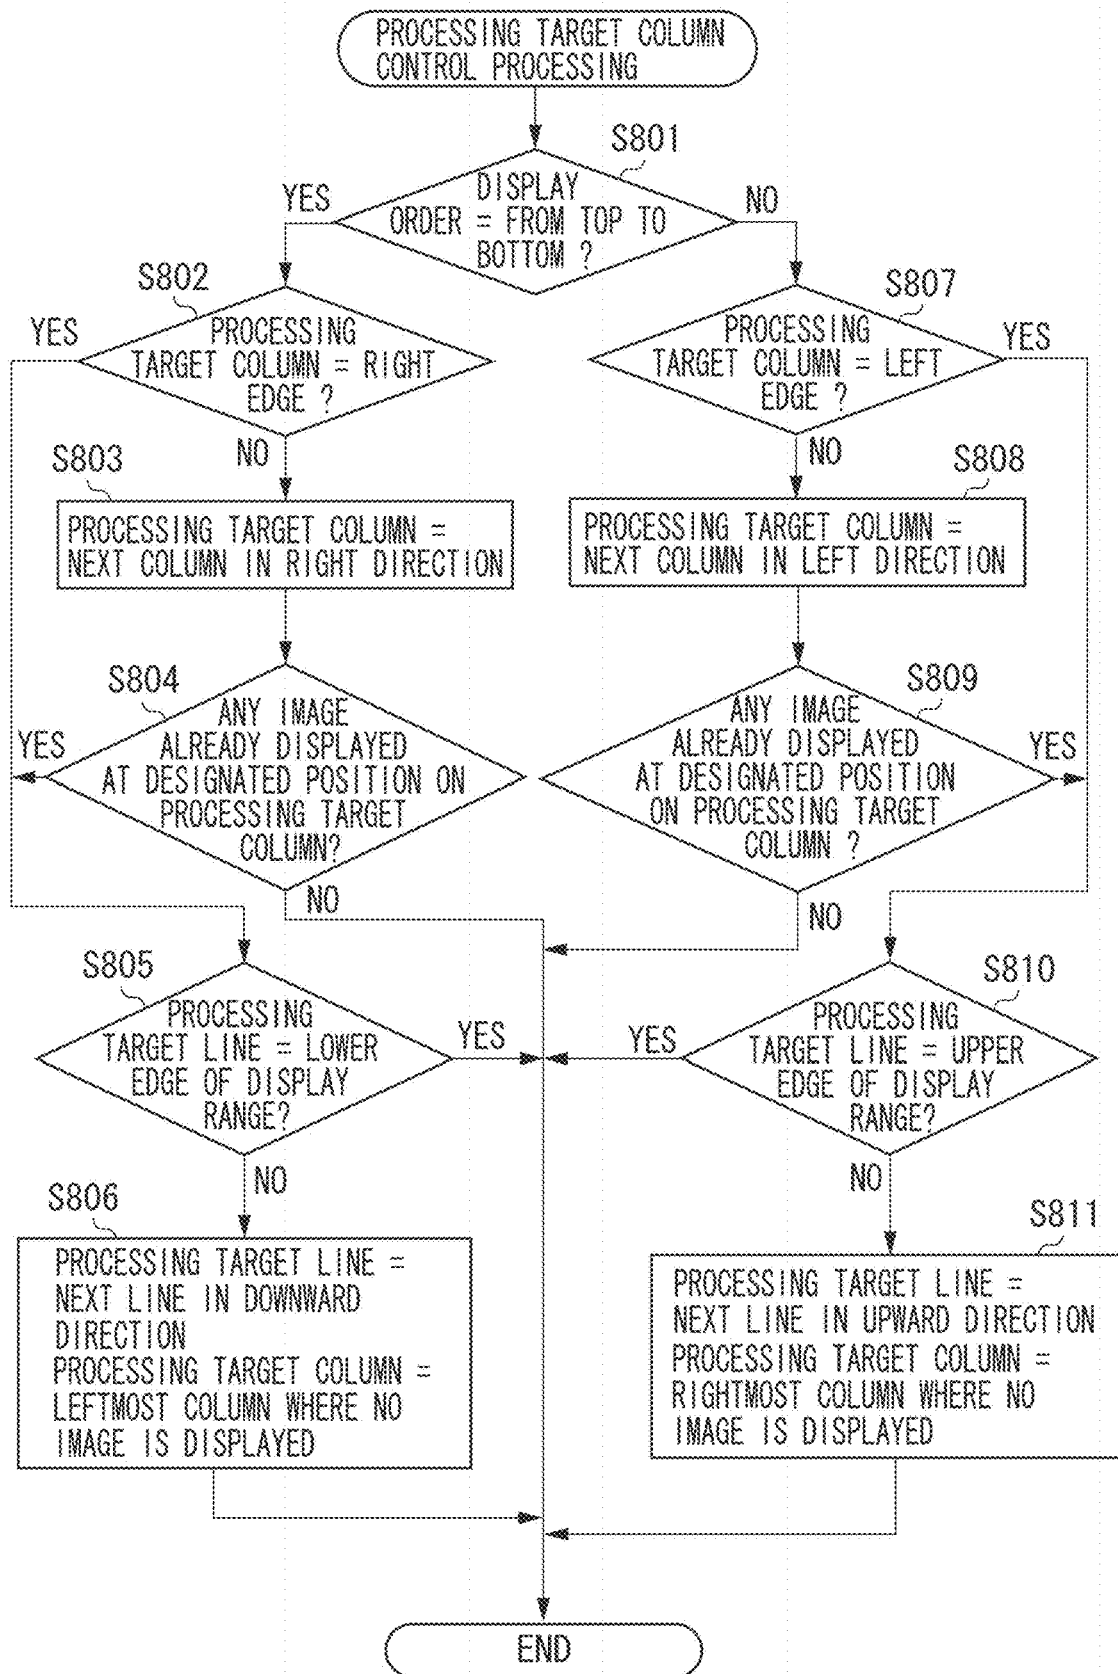 PROCESSING TARGET COLUMN
CONTROL PROCESSING
S801
DISPLAY
ORDER = FROM TOP TO
BOTTOM ?
YES
NO
S802
PROCESSING
TARGET COLUMN = RIGHT
EDGE ?
YES
NO
S807
PROCESSING
TARGET COLUMN = LEFT
EDGE ?
YES
NO
S803
PROCESSING TARGET COLUMN =
NEXT COLUMN IN RIGHT DIRECTION
S808
PROCESSING TARGET COLUMN =
NEXT COLUMN IN LEFT DIRECTION
S804
ANY IMAGE
ALREADY DISPLAYED
AT DESIGNATED POSITION ON
PROCESSING TARGET
COLUMN?
YES
NO
S809
ANY IMAGE
ALREADY DISPLAYED
AT DESIGNATED POSITION
ON PROCESSING TARGET
COLUMN ?
YES
NO
S805
PROCESSING
TARGET LINE = LOWER
EDGE OF DISPLAY
RANGE?
YES
NO
S810
PROCESSING
TARGET LINE = UPPER
EDGE OF DISPLAY
RANGE?
YES
NO
S806
PROCESSING TARGET LINE =
NEXT LINE IN DOWNWARD
DIRECTION
PROCESSING TARGET COLUMN =
LEFTMOST COLUMN WHERE NO
IMAGE IS DISPLAYED
S811
PROCESSING TARGET LINE =
NEXT LINE IN UPWARD DIRECTION
PROCESSING TARGET COLUMN =
RIGHTMOST COLUMN WHERE NO
IMAGE IS DISPLAYED
END